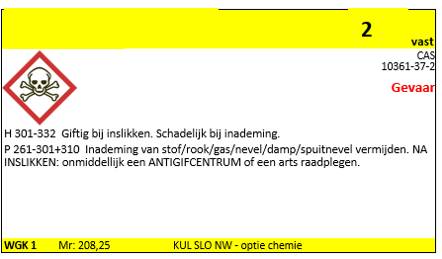 2
vast
CAS
10361-37-2
Gevaar
H 301-332 Giftig bij inslikken. Schadelijk bij inademing.
P 261-301+310 Inademing van stof/rook/gas/nevel/damp/spuitnevel vermijden. NA
INSLIKKEN: onmiddellijk een ANTIGIFCENTRUM of een arts raadplegen.
WGK 1 Mr: 208,25 KUL SLO NW - optie chemie